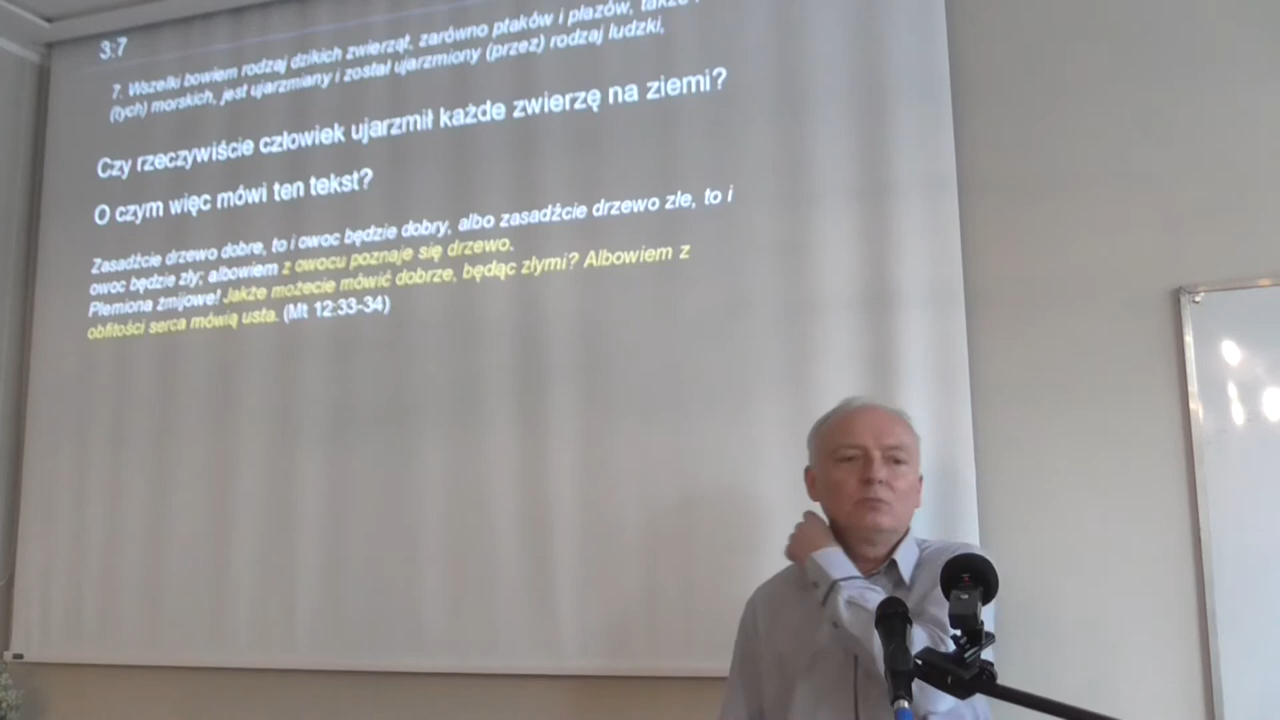 3:7
7. Wszelki bowiem rodzaj dzikich zwierząt, zarówno ptaków i płazów, także i
(tych) morskich, jest ujarzmiany i został ujarzmiony (przez) rodzaj ludzki,
Czy rzeczywiście człowiek ujarzmił każde zwierzę na ziemi?
O czym więc mówi ten tekst?
Zasadźcie drzewo dobre, to i owoc będzie dobry, albo zasadźcie drzewo złe, to i
owoc będzie zły; albowiem z owocu poznaje się drzewo.
Plemiona żmijowe! Jakże możecie mówić dobrze, będąc złymi? Albowiem z
obfitości serca mówią usta. (Mt 12:33-34)